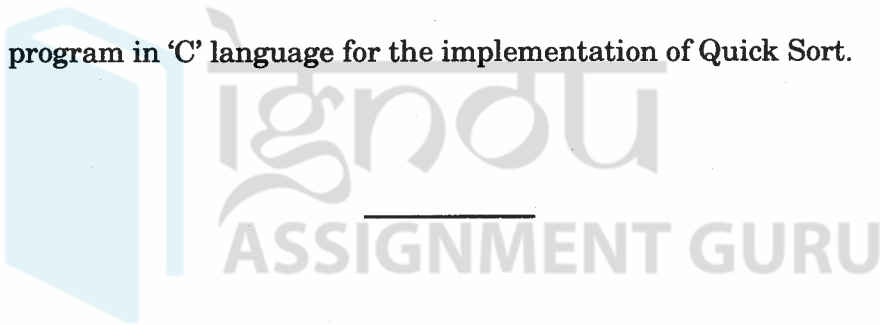 program in ‘C’ language for the implementation of Quick Sort.
ignou
ASSIGNMENT GURU